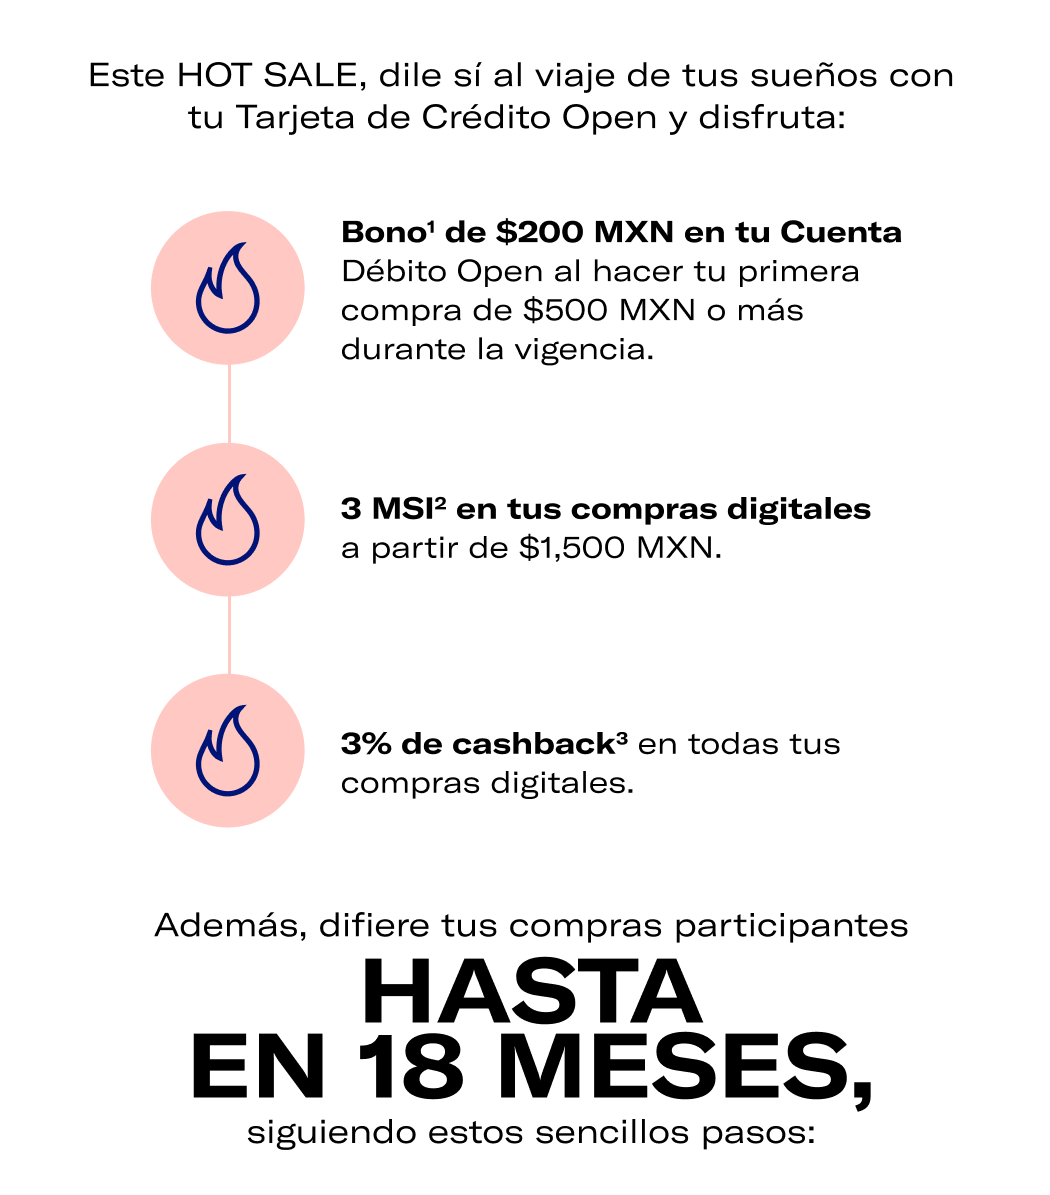 Este HOT SALE, dile sí al viaje de tus sueños con
tu Tarjeta de Crédito Open y disfruta:
Bono¹ de $200 MXN en tu Cuenta
Débito Open al hacer tu primera
compra de $500 MXN o más
durante la vigencia.
3 MSI² en tus compras digitales
a partir de $1,500 MXN.
3% de cashback³ en todas tus
compras digitales.
Además, difiere tus compras participantes
HASTA
EN 18 MESES,
siguiendo estos sencillos pasos: